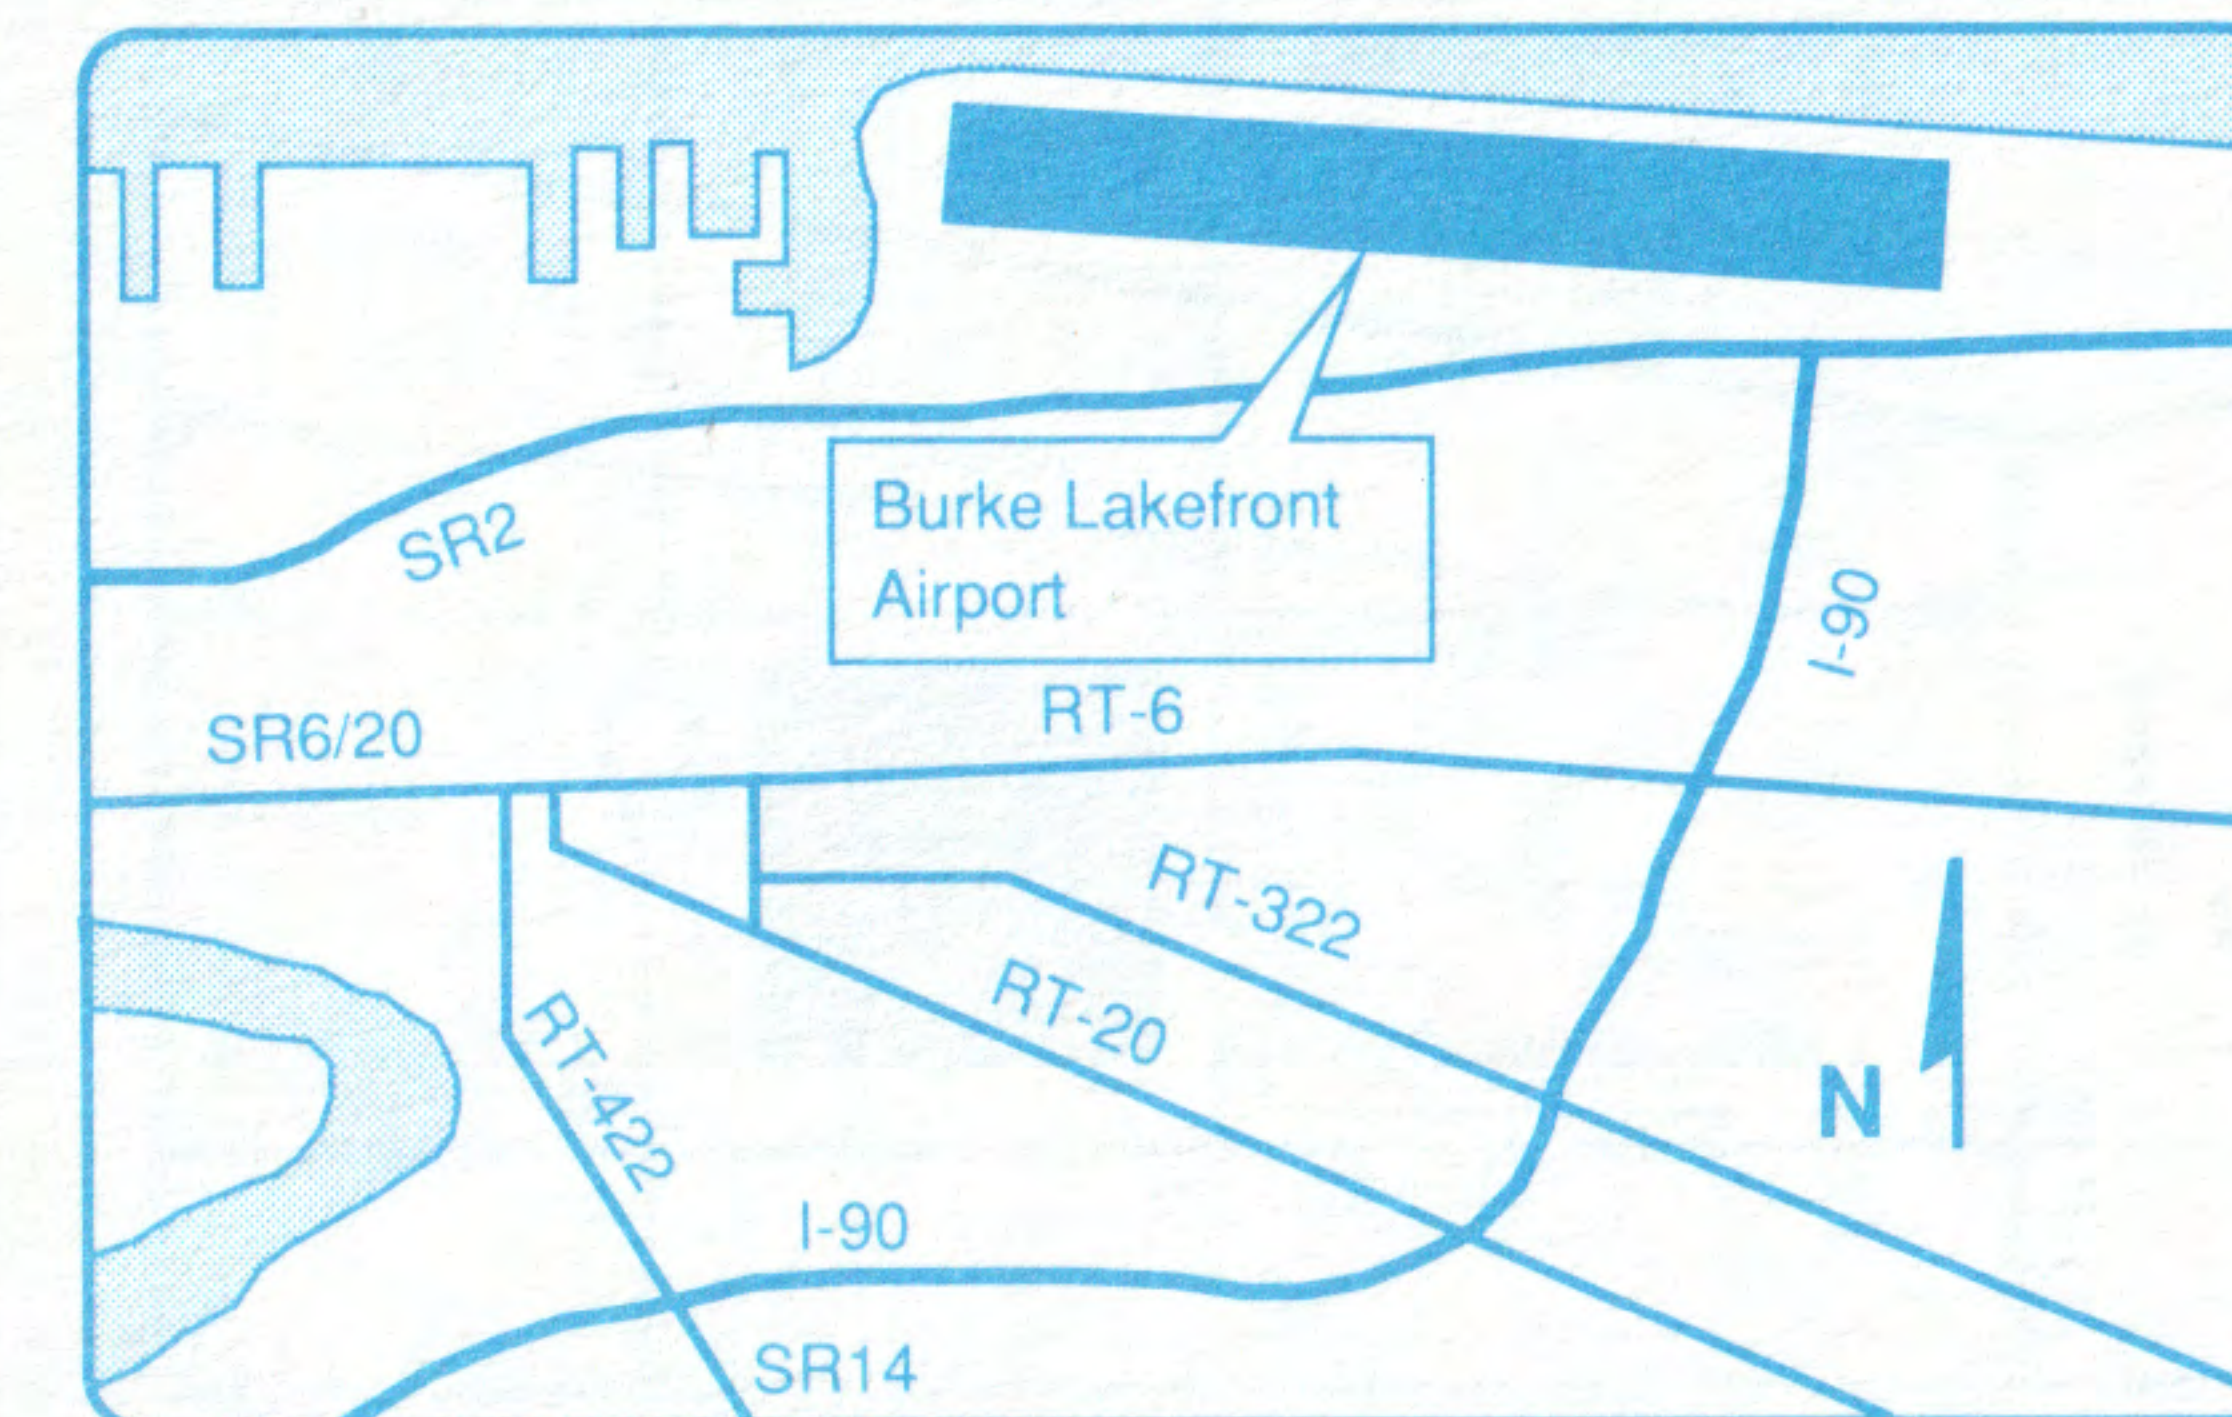 SR2
Burke Lakefront
Airport
I-90
SR6/20
RT-6
RT-322
RT-20
RT-422
N
I-90
SR14